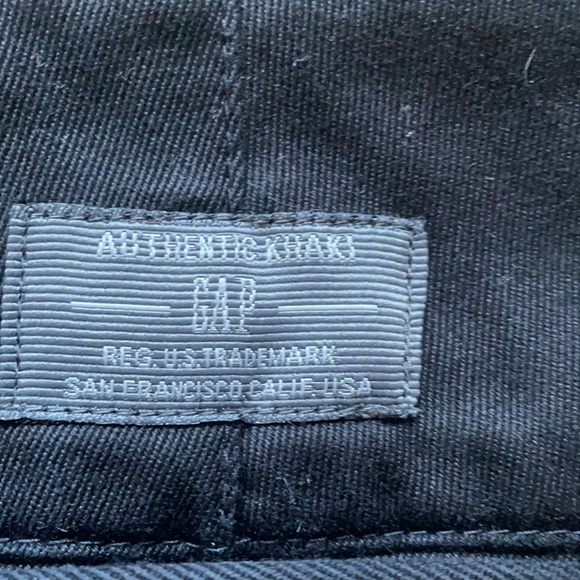 AUTHENTIC KHAKI
GAP
REG. U.S. TRADEMARK
SAN FRANCISCO, CALIF. USA